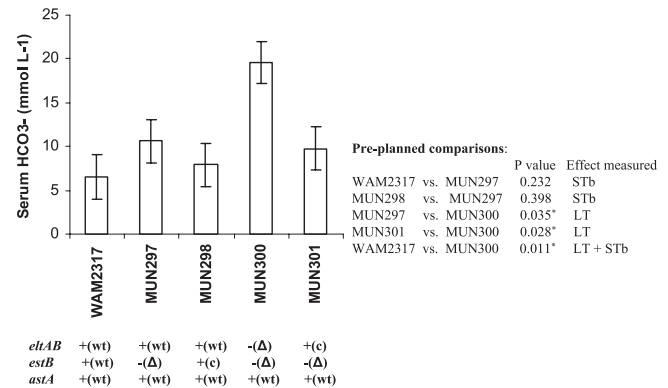 25
20
15
10
5
0
Serum HCO3- (mmol L-1)
WAM2317
MUN297
MUN298
MUN300
MUN301
eltAB +(wt) +(wt) +(wt) -(Δ) +(c)
estB +(wt) -(Δ) +(c) -(Δ) -(Δ)
astA +(wt) +(wt) +(wt) +(wt) +(wt)
Pre-planned comparisons:
P value Effect measured
WAM2317 vs. MUN297 0.232 STb
MUN298 vs. MUN297 0.398 STb
MUN297 vs. MUN300 0.035* LT
MUN301 vs. MUN300 0.028* LT
WAM2317 vs. MUN300 0.011* LT + STb